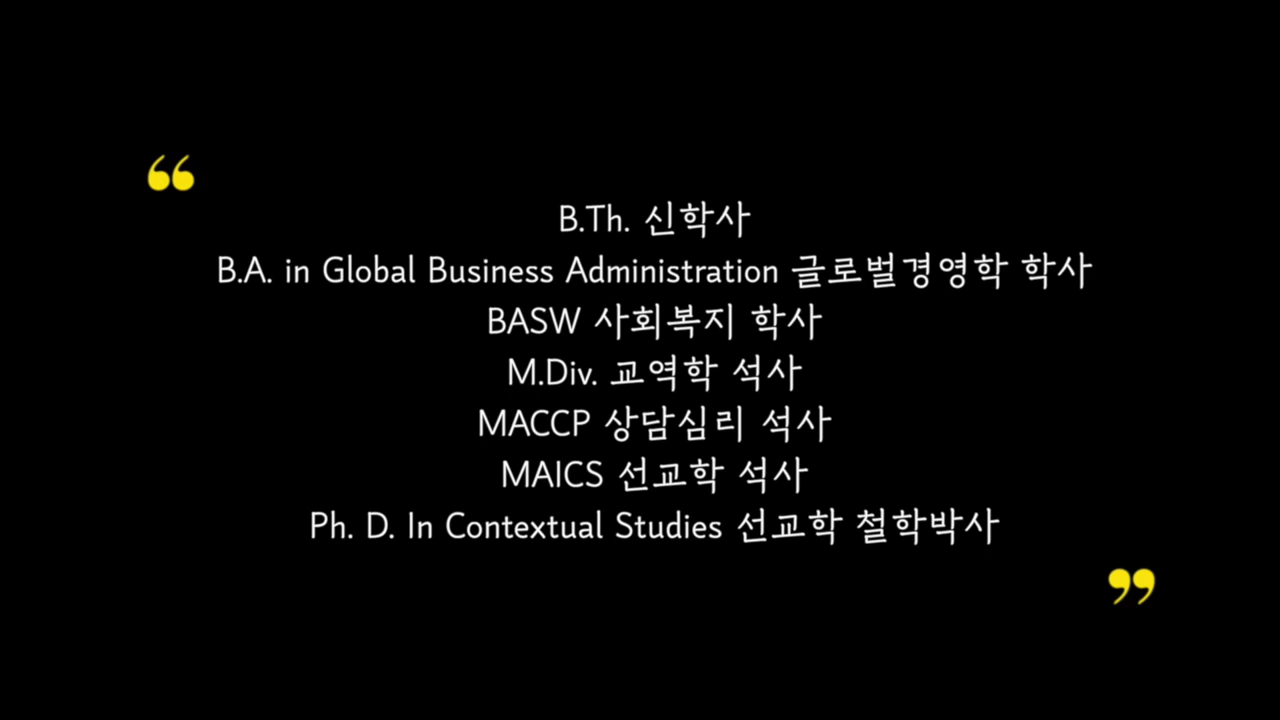 “
B.Th. 신학사
B.A. in Global Business Administration 글로벌경영학 학사
BASW 사회복지 학사
M.Div. 교역학 석사
MACCP 상담심리 석사
MAICS 선교학 석사
Ph. D. In Contextual Studies 선교학 철학박사
”